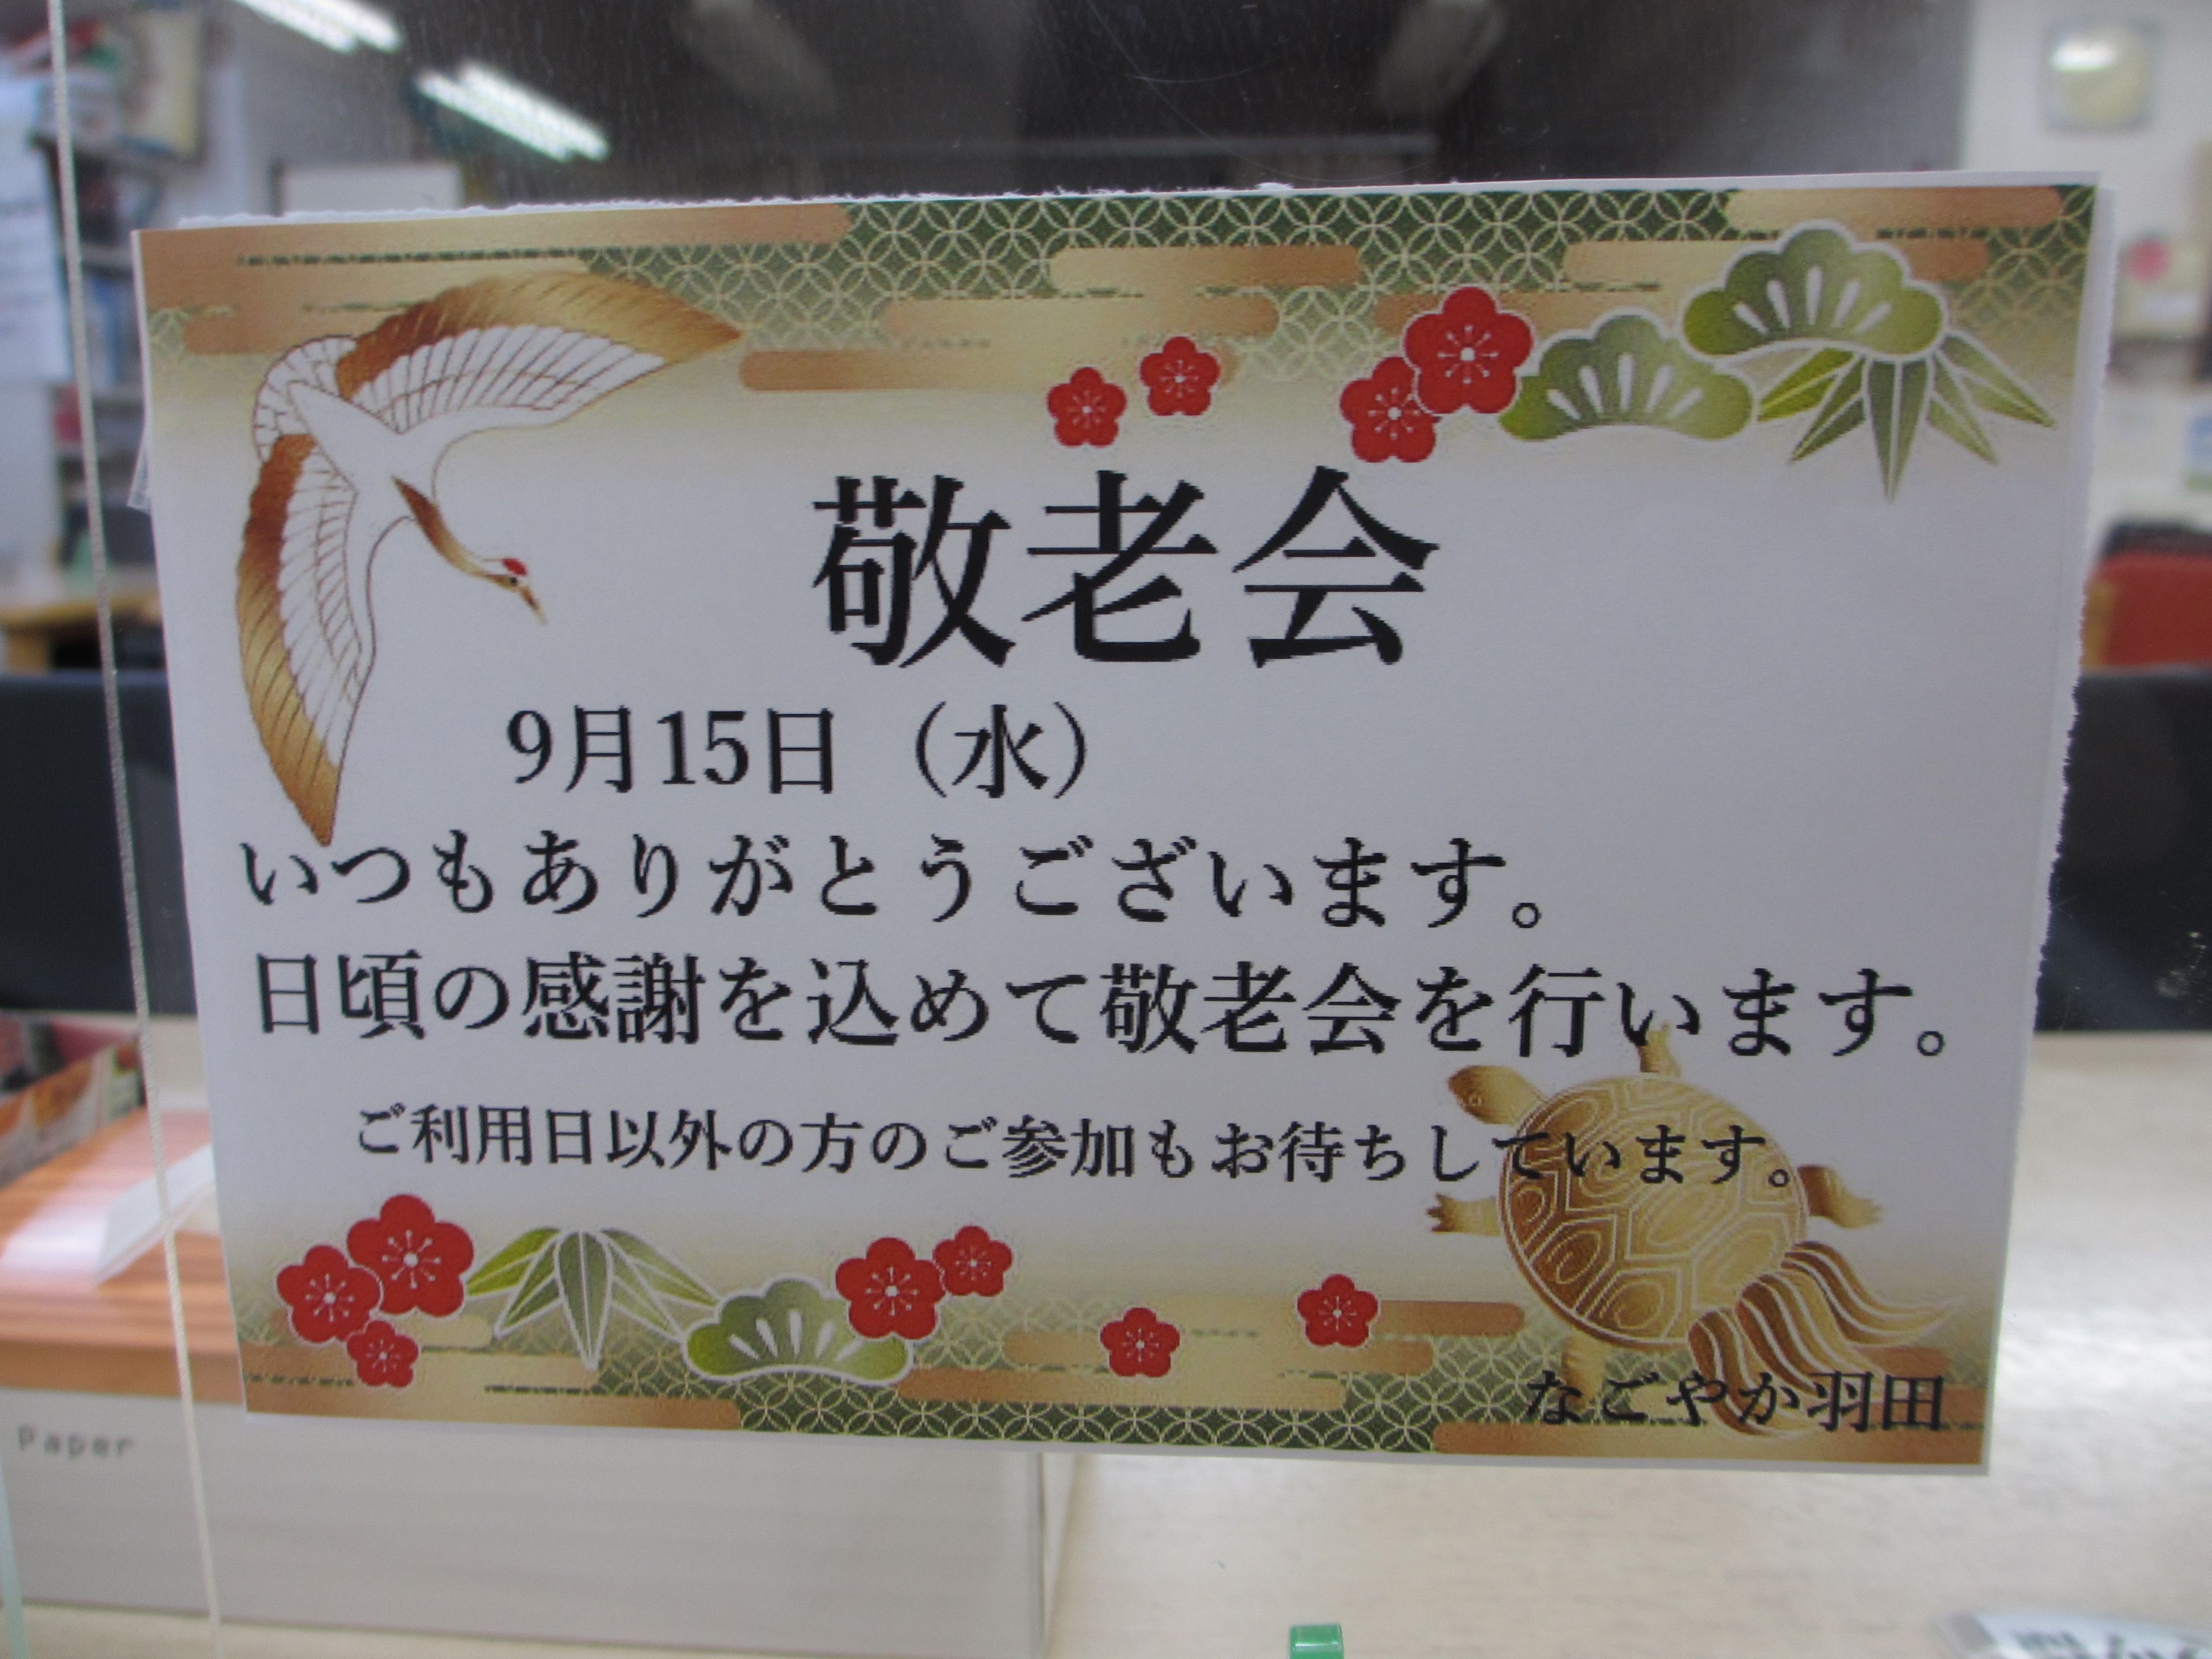 敬老会
9月15日（水）
いつもありがとうございます。
日頃の感謝を込めて敬老会を行います。
ご利用日以外の方のご参加もお待ちしています。
なごやか羽田
Paper